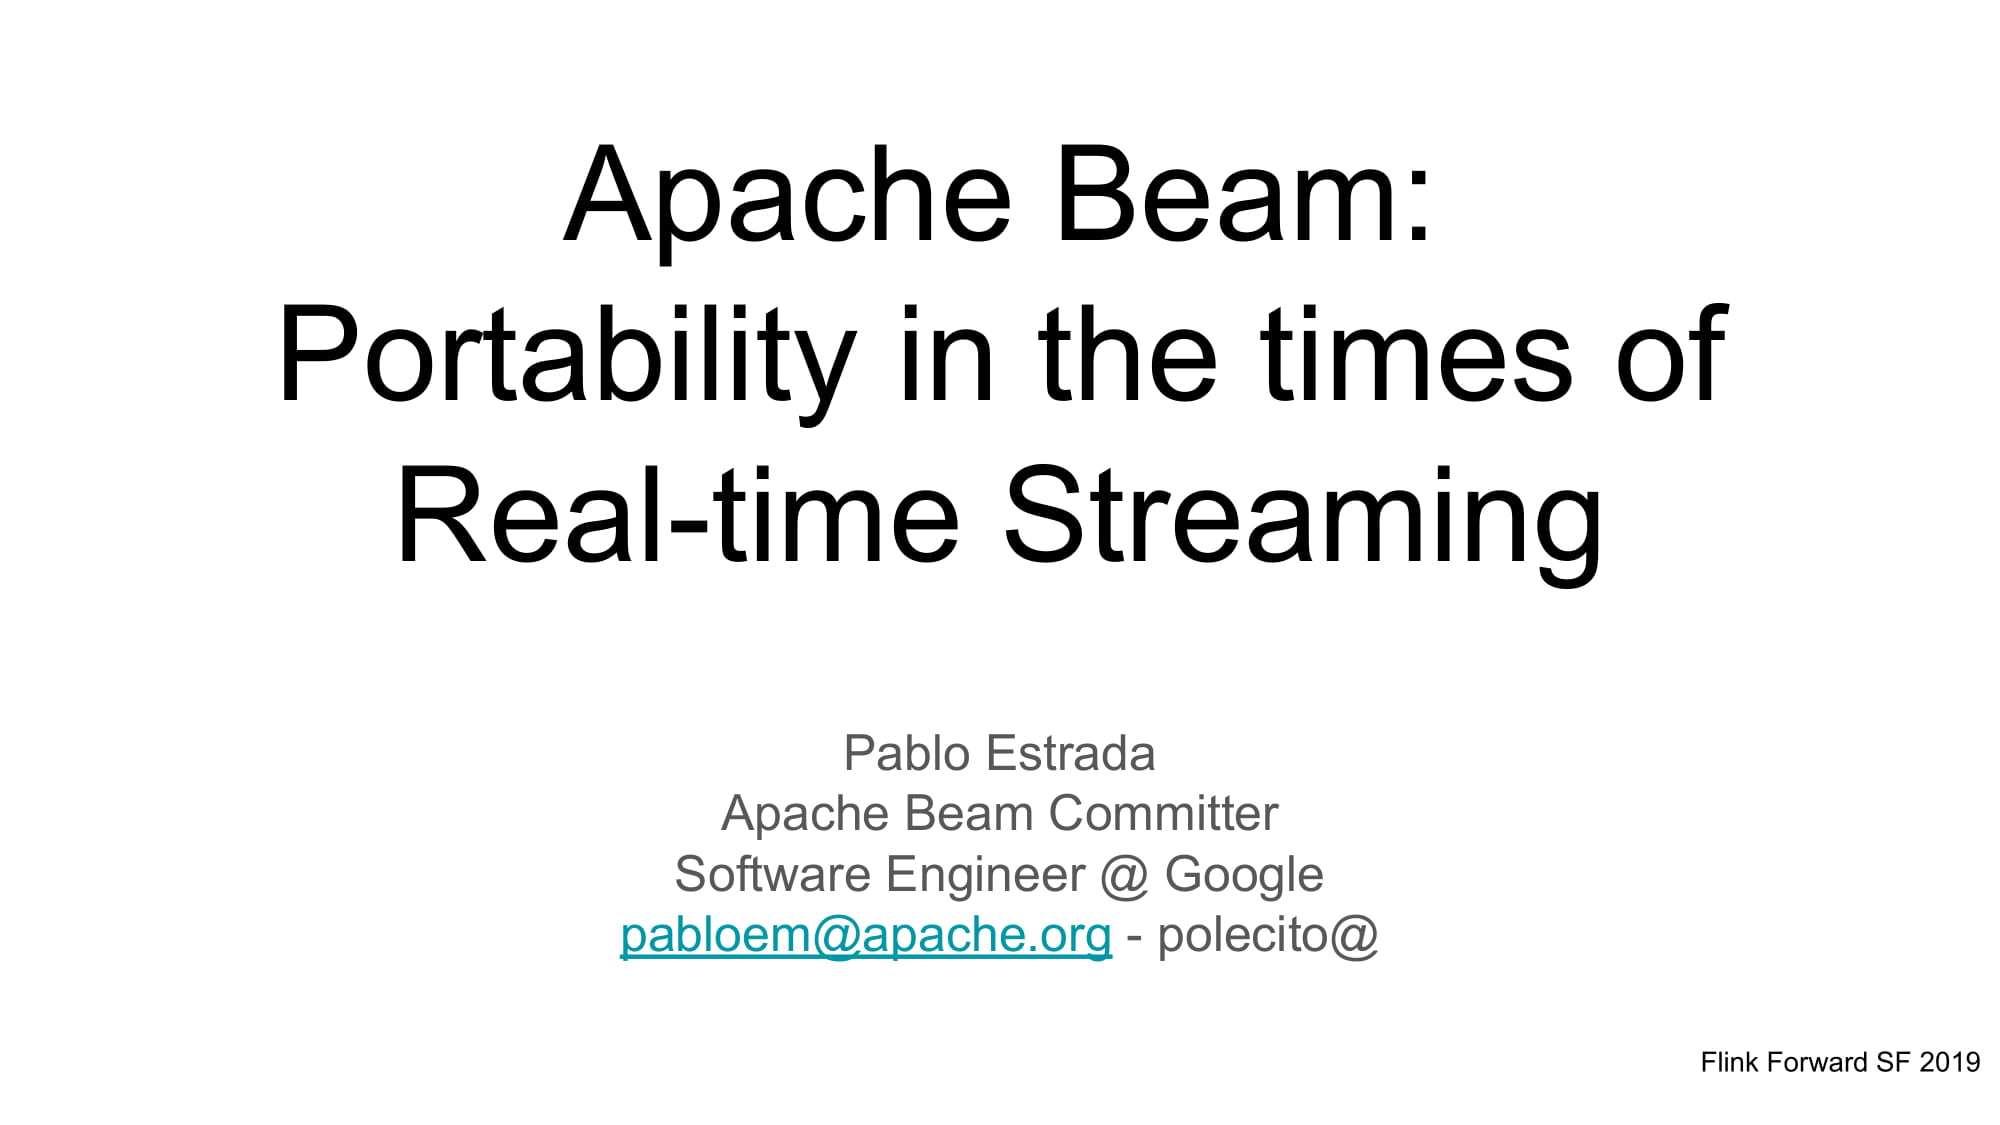 Apache Beam:
Portability in the times of
Real-time Streaming
Pablo Estrada
Apache Beam Committer
Software Engineer @ Google
pabloem@apache.org - polecito@
Flink Forward SF 2019